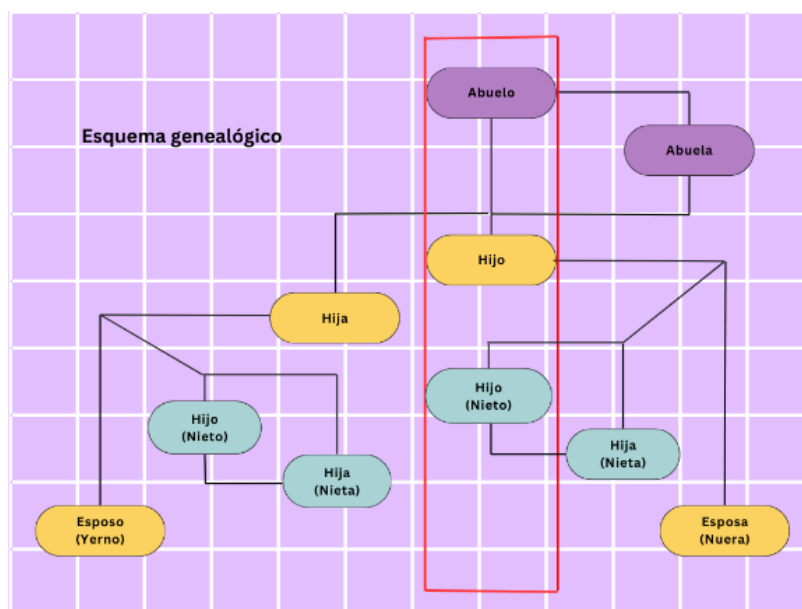 Abuelo
Esquema genealógico
Abuela
Hijo
Hija
Hijo
(Nieto)
Hijo
(Nieto)
Hija
(Nieta)
Hija
(Nieta)
Esposo
(Yerno)
Esposa
(Nuera)